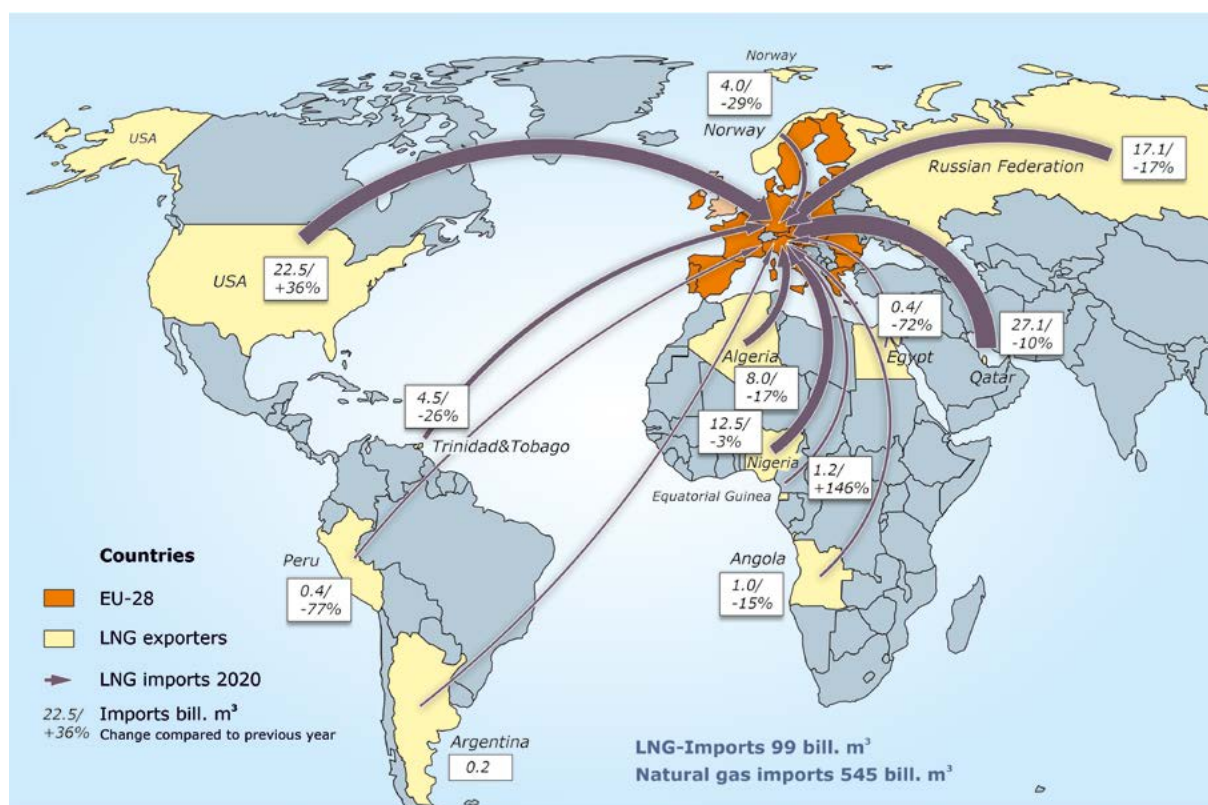 Norway
4.0/
-29%
Norway
USA
17.1/
-17%
Russian Federation
22.5/
+36%
USA
0.4/
-72%
Egypt
27.1/
-10%
Qatar
Algeria
8.0/
-17%
4.5/
-26%
Trinidad&Tobago
12.5/
-3%
Nigeria
1.2/
+146%
Equatorial Guinea
Peru
0.4/
-77%
Angola
1.0/
-15%
Argentina
0.2
Countries
EU-28
LNG exporters
LNG imports 2020
22.5/
+36%
Imports bill. m³
Change compared to previous year
LNG-Imports 99 bill. m³
Natural gas imports 545 bill. m³